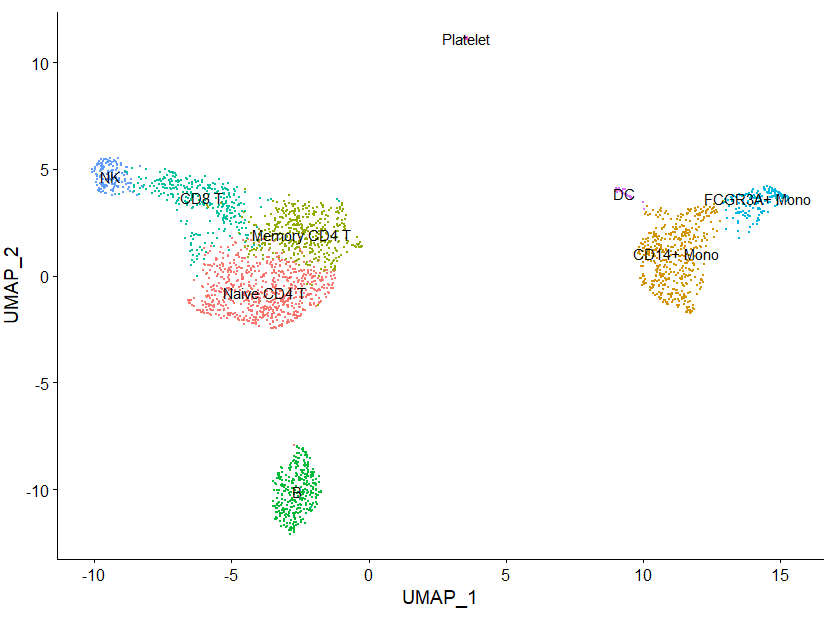 Platelet
10
5
0
-5
-10
UMAP_2
NK
CD8 T
Memory CD4 T
Naive CD4 T
B
DC
FCGR3A+ Mono
CD14+ Mono
-10
-5
0
5
10
15
UMAP_1